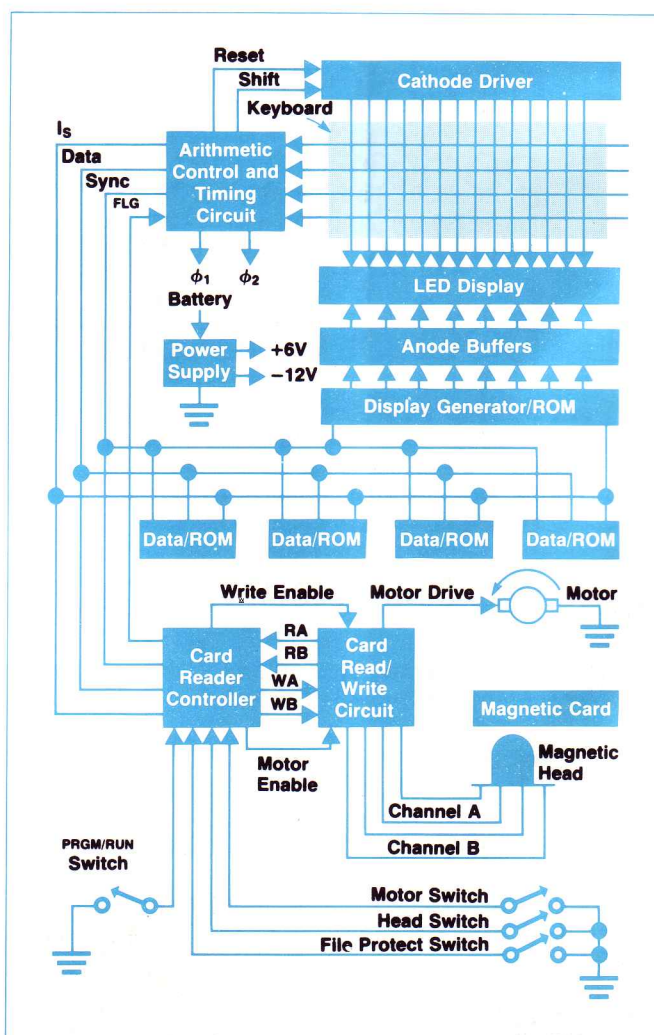 Reset
Shift
Cathode Driver
Keyboard
IS
Data
Sync
FLG
Arithmetic
Control and
Timing
Circuit
ϕ1
ϕ2
LED Display
Battery
Power
Supply
+6V
−12V
Anode Buffers
Display Generator/ROM
Data/ROM
Data/ROM
Data/ROM
Data/ROM
Write Enable
Motor Drive
Motor
Card
Reader
Controller
RA
RB
WA
WB
Card
Read/
Write
Circuit
Magnetic Card
Motor
Enable
Magnetic
Head
Channel A
Channel B
PRGM/RUN
Switch
Motor Switch
Head Switch
File Protect Switch